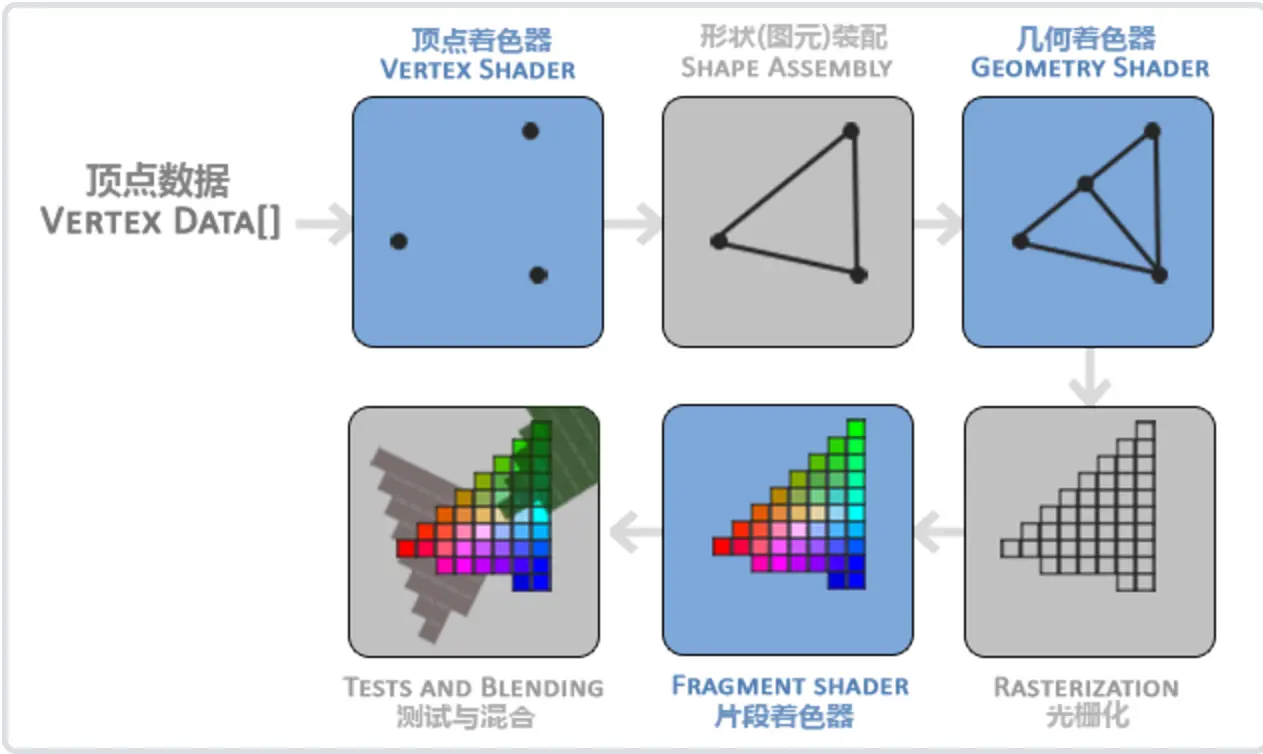 顶点着色器
VERTEX SHADER
形状(图元)装配
SHAPE ASSEMBLY
几何着色器
GEOMETRY SHADER
顶点数据
VERTEX DATA[]
TESTS AND BLENDING
测试与混合
FRAGMENT SHADER
片段着色器
RASTERIZATION
光栅化